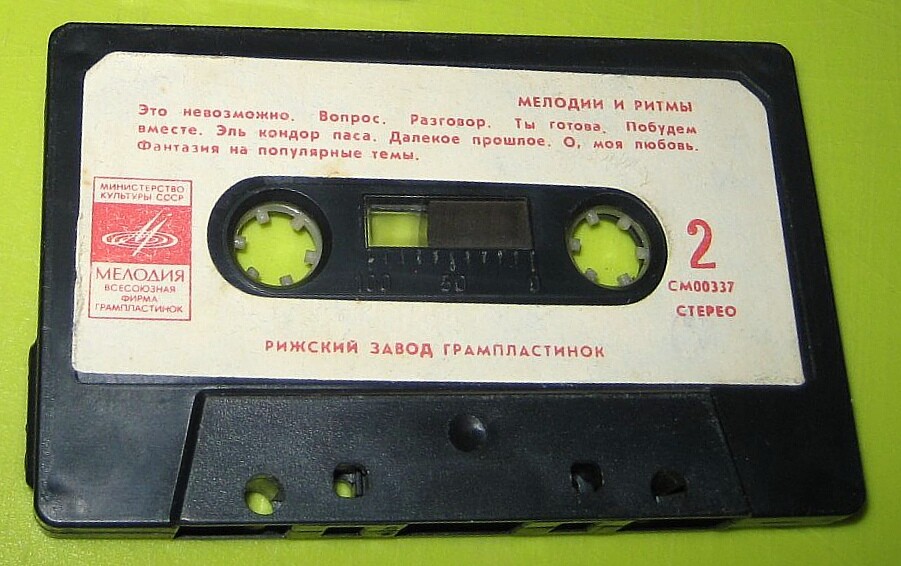 МЕЛОДИИ И РИТМЫ
Это невозможно. Вопрос. Разговор. Ты готова. Побудем
вместе. Эль кондор паса. Далекое прошлое. О, моя любовь.
Фантазия на популярные темы.
МИНИСТЕРСТВО
КУЛЬТУРЫ СССР
МЕЛОДИЯ
ВСЕСОЮЗНАЯ
ФИРМА
ГРАМПЛАСТИНОК
100 50 0
2
СМ00337
СТЕРЕО
РИЖСКИЙ ЗАВОД ГРАМПЛАСТИНОК